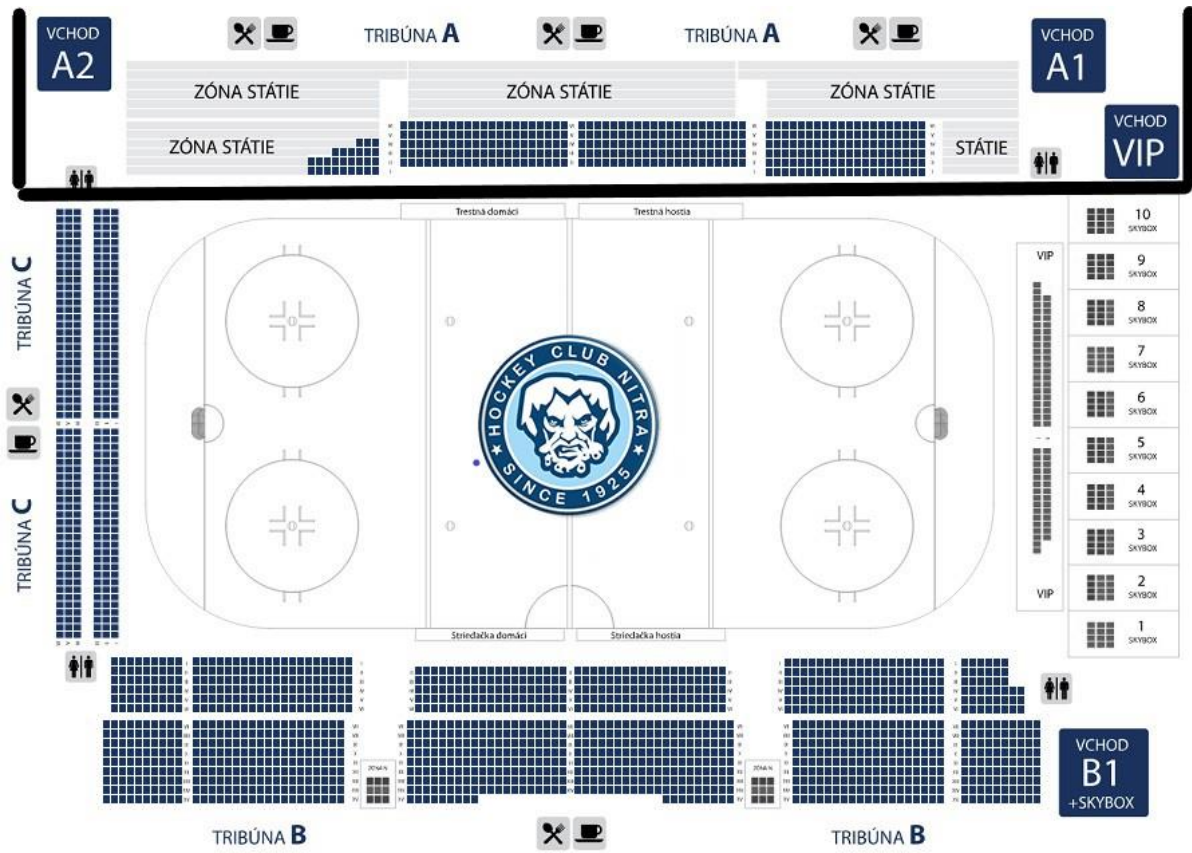 VCHOD
A2
TRIBÚNA A
TRIBÚNA A
VCHOD
A1
ZÓNA STÁTIE
ZÓNA STÁTIE
ZÓNA STÁTIE
VCHOD
VIP
ZÓNA STÁTIE
STÁTIE
Trestná domáci
Trestná hostia
10
SKYBOX
VIP
9
SKYBOX
TRIBÚNA C
8
SKYBOX
7
SKYBOX
HOCKEY CLUB NITRA
SINCE 1925
6
SKYBOX
5
SKYBOX
4
SKYBOX
TRIBÚNA C
3
SKYBOX
VIP
2
SKYBOX
Striedačka domáci
Striedačka hostia
1
SKYBOX
ZÓNA N
ZÓNA N
VCHOD
B1
+SKYBOX
TRIBÚNA B
TRIBÚNA B